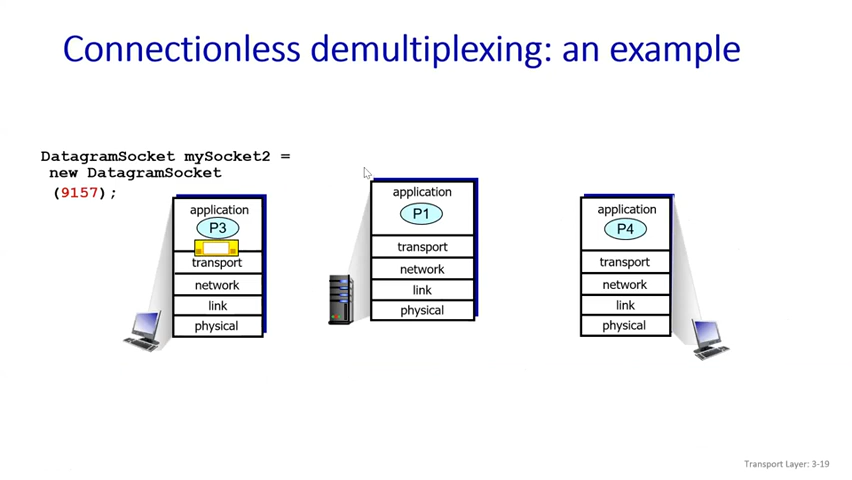 Connectionless demultiplexing: an example
DatagramSocket mySocket2 =
new DatagramSocket
(9157);
application
P3
transport
network
link
physical
application
P1
transport
network
link
physical
application
P4
transport
network
link
physical
Transport Layer: 3-19